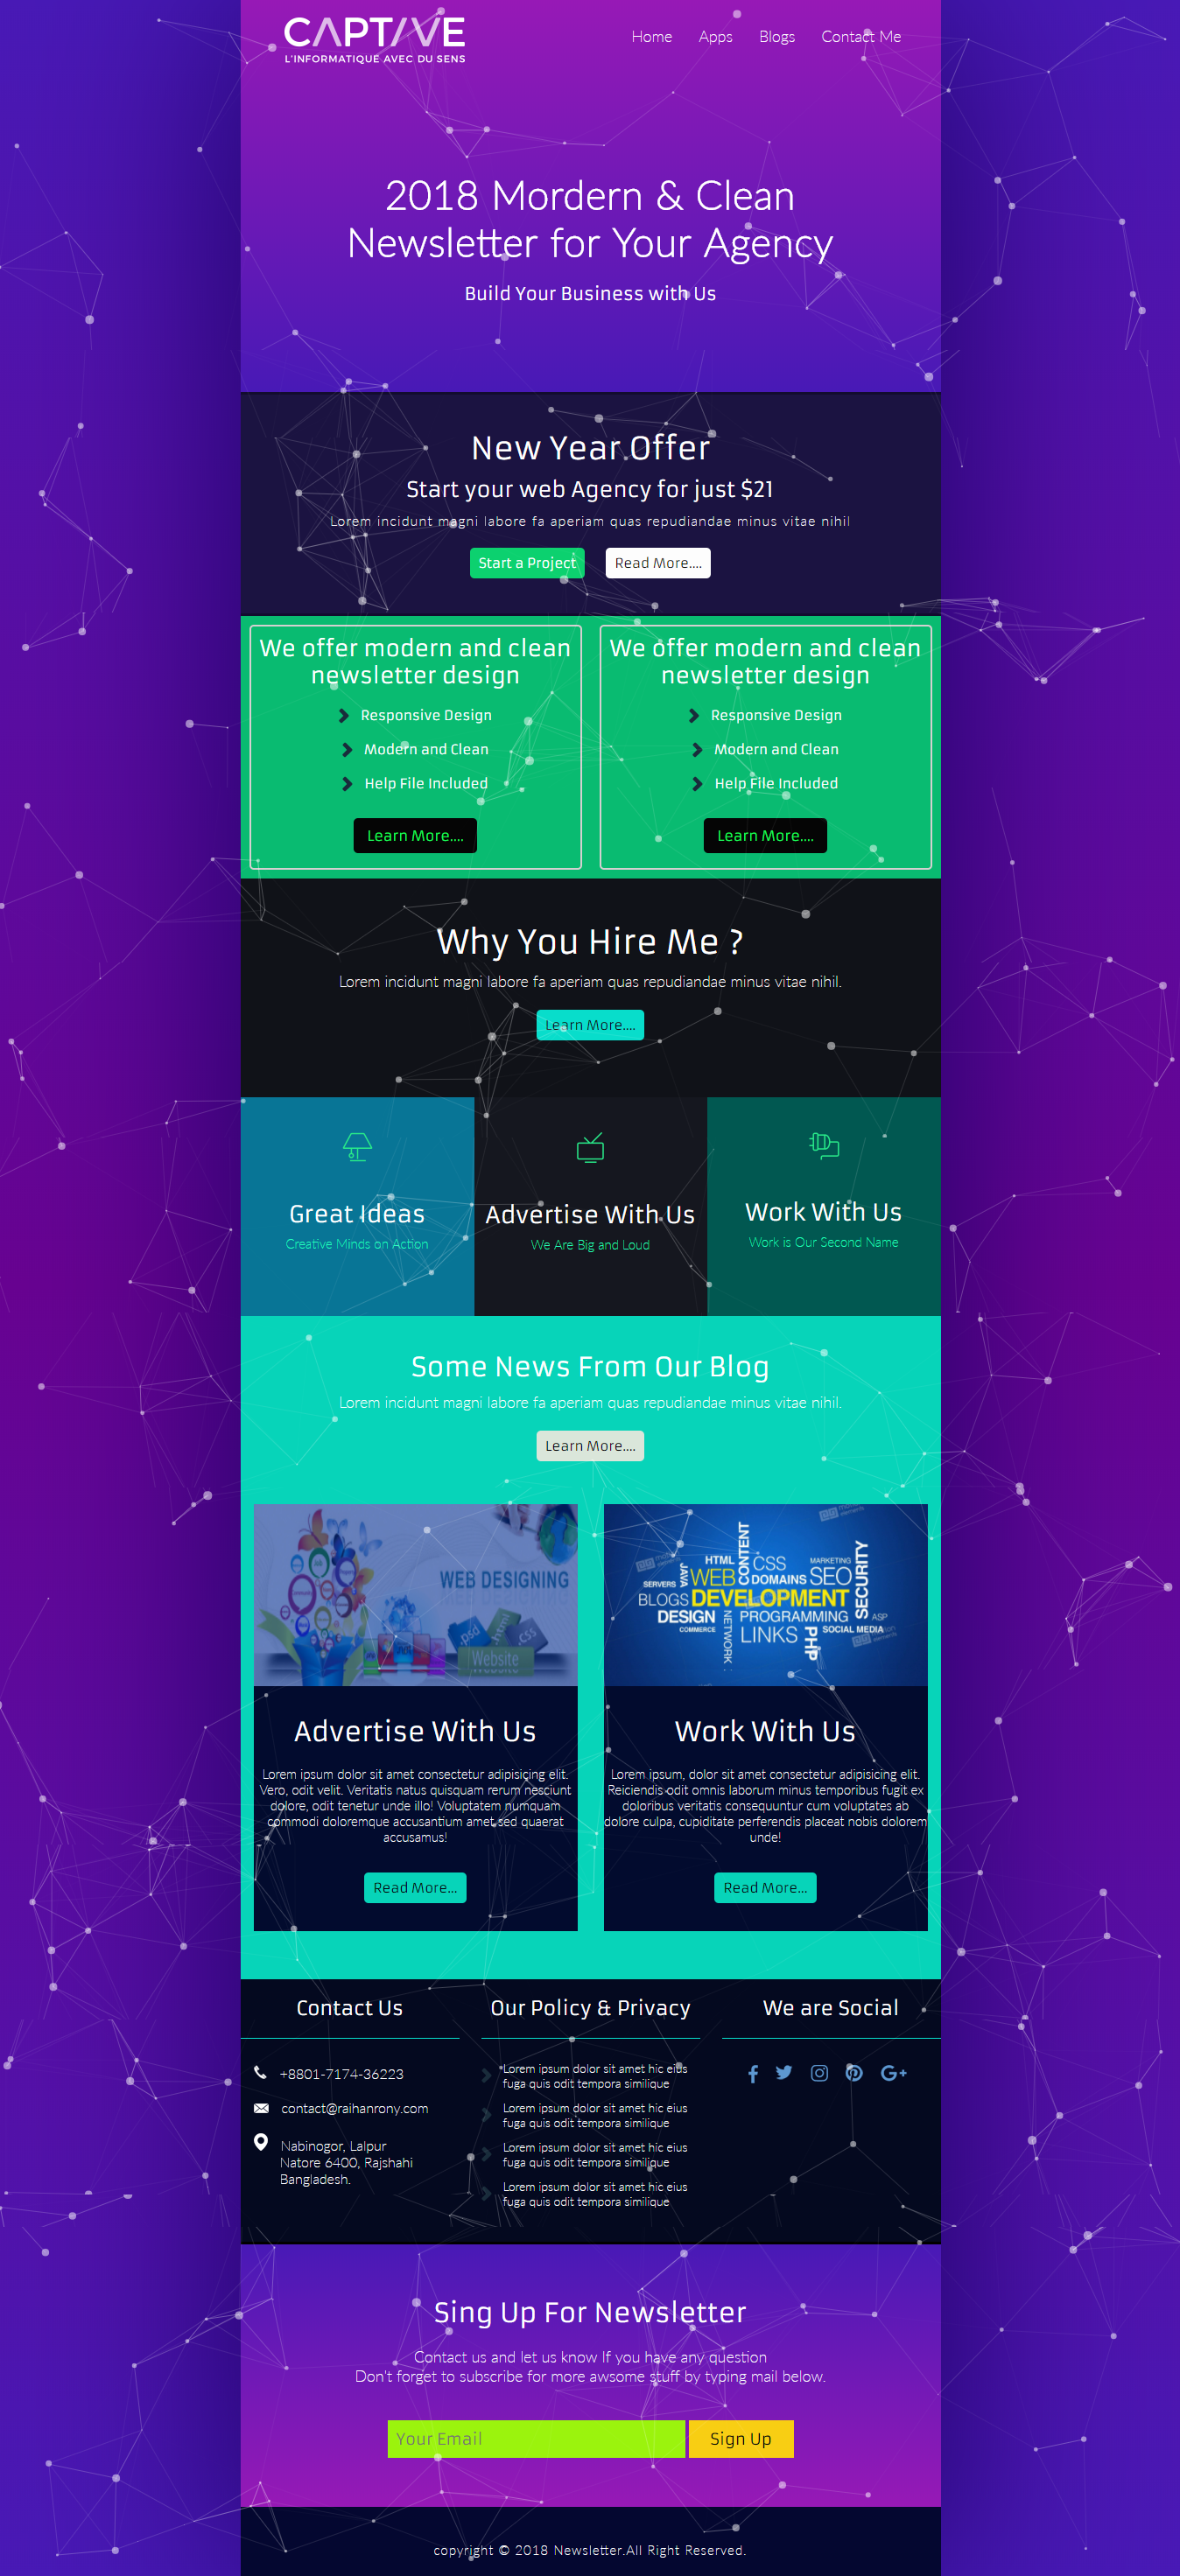 CAPTIVE
L'INFORMATIQUE AVEC DU SENS
Home Apps Blogs Contact Me
2018 Mordern & Clean
Newsletter for Your Agency
Build Your Business with Us
New Year Offer
Start your web Agency for just $21
Lorem incidunt magni labore fa aperiam quas repudiandae minus vitae nihil
Start a Project Read More....
We offer modern and clean
newsletter design
Responsive Design
Modern and Clean
Help File Included
Learn More....
We offer modern and clean
newsletter design
Responsive Design
Modern and Clean
Help File Included
Learn More....
Why You Hire Me ?
Lorem incidunt magni labore fa aperiam quas repudiandae minus vitae nihil.
Learn More....
Great Ideas
Creative Minds on Action
Advertise With Us
We Are Big and Loud
Work With Us
Work is Our Second Name
Some News From Our Blog
Lorem incidunt magni labore fa aperiam quas repudiandae minus vitae nihil.
Learn More....
WEB DESIGNING
.psd .html .css
Website
Advertise With Us
Lorem ipsum dolor sit amet consectetur adipisicing elit.
Vero, odit velit. Veritatis natus quisquam rerum nesciunt
dolore, odit tenetur unde illo! Voluptatem numquam
commodi doloremque accusantium amet sed quaerat
accusamus!
Read More...
HTML CONTENT CSS MARKETING
SERVERS JAVA WEB DOMAINS SEO SECURITY
BLOGS DEVELOPMENT
DESIGN PROGRAMMING ASP
COMMERCE NETWORK LINKS PHP SOCIAL MEDIA
Work With Us
Lorem ipsum, dolor sit amet consectetur adipisicing elit.
Reiciendis odit omnis laborum minus temporibus fugit ex
doloribus veritatis consequuntur cum voluptates ab
dolore culpa, cupiditate perferendis placeat nobis dolorem
unde!
Read More...
Contact Us
+8801-7174-36223
contact@raihanrony.com
Nabinogor, Lalpur
Natore 6400, Rajshahi
Bangladesh.
Our Policy & Privacy
Lorem ipsum dolor sit amet hic eius
fuga quis odit tempora similique
Lorem ipsum dolor sit amet hic eius
fuga quis odit tempora similique
Lorem ipsum dolor sit amet hic eius
fuga quis odit tempora similique
Lorem ipsum dolor sit amet hic eius
fuga quis odit tempora similique
We are Social
Sing Up For Newsletter
Contact us and let us know If you have any question
Don't forget to subscribe for more awsome stuff by typing mail below.
Your Email Sign Up
copyright © 2018 Newsletter.All Right Reserved.